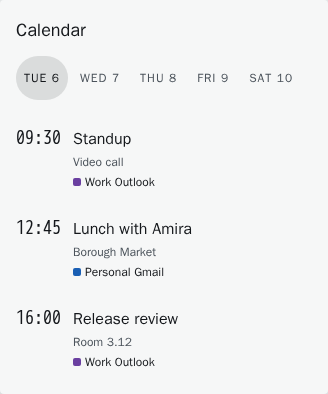 Calendar
TUE 6 WED 7 THU 8 FRI 9 SAT 10
09:30 Standup
Video call
Work Outlook
12:45 Lunch with Amira
Borough Market
Personal Gmail
16:00 Release review
Room 3.12
Work Outlook